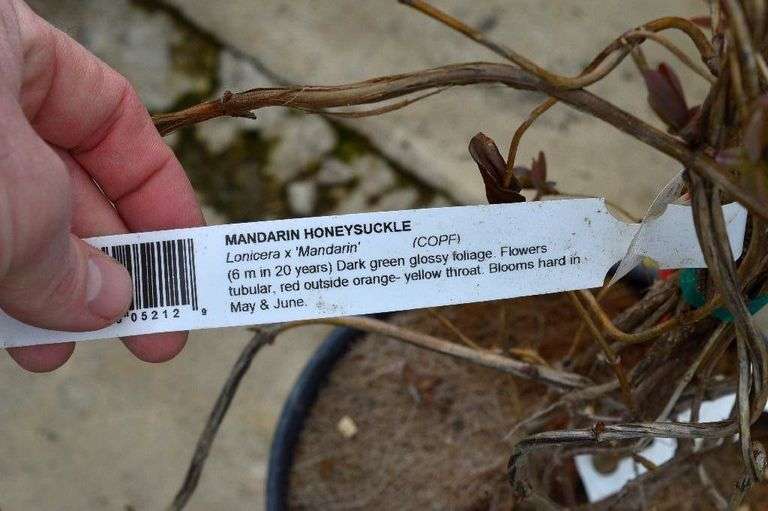 MANDARIN HONEYSUCKLE
Lonicera x 'Mandarin' (COPF)
(6 m in 20 years) Dark green glossy foliage. Flowers
tubular, red outside orange- yellow throat. Blooms hard in
May & June.
05212 9